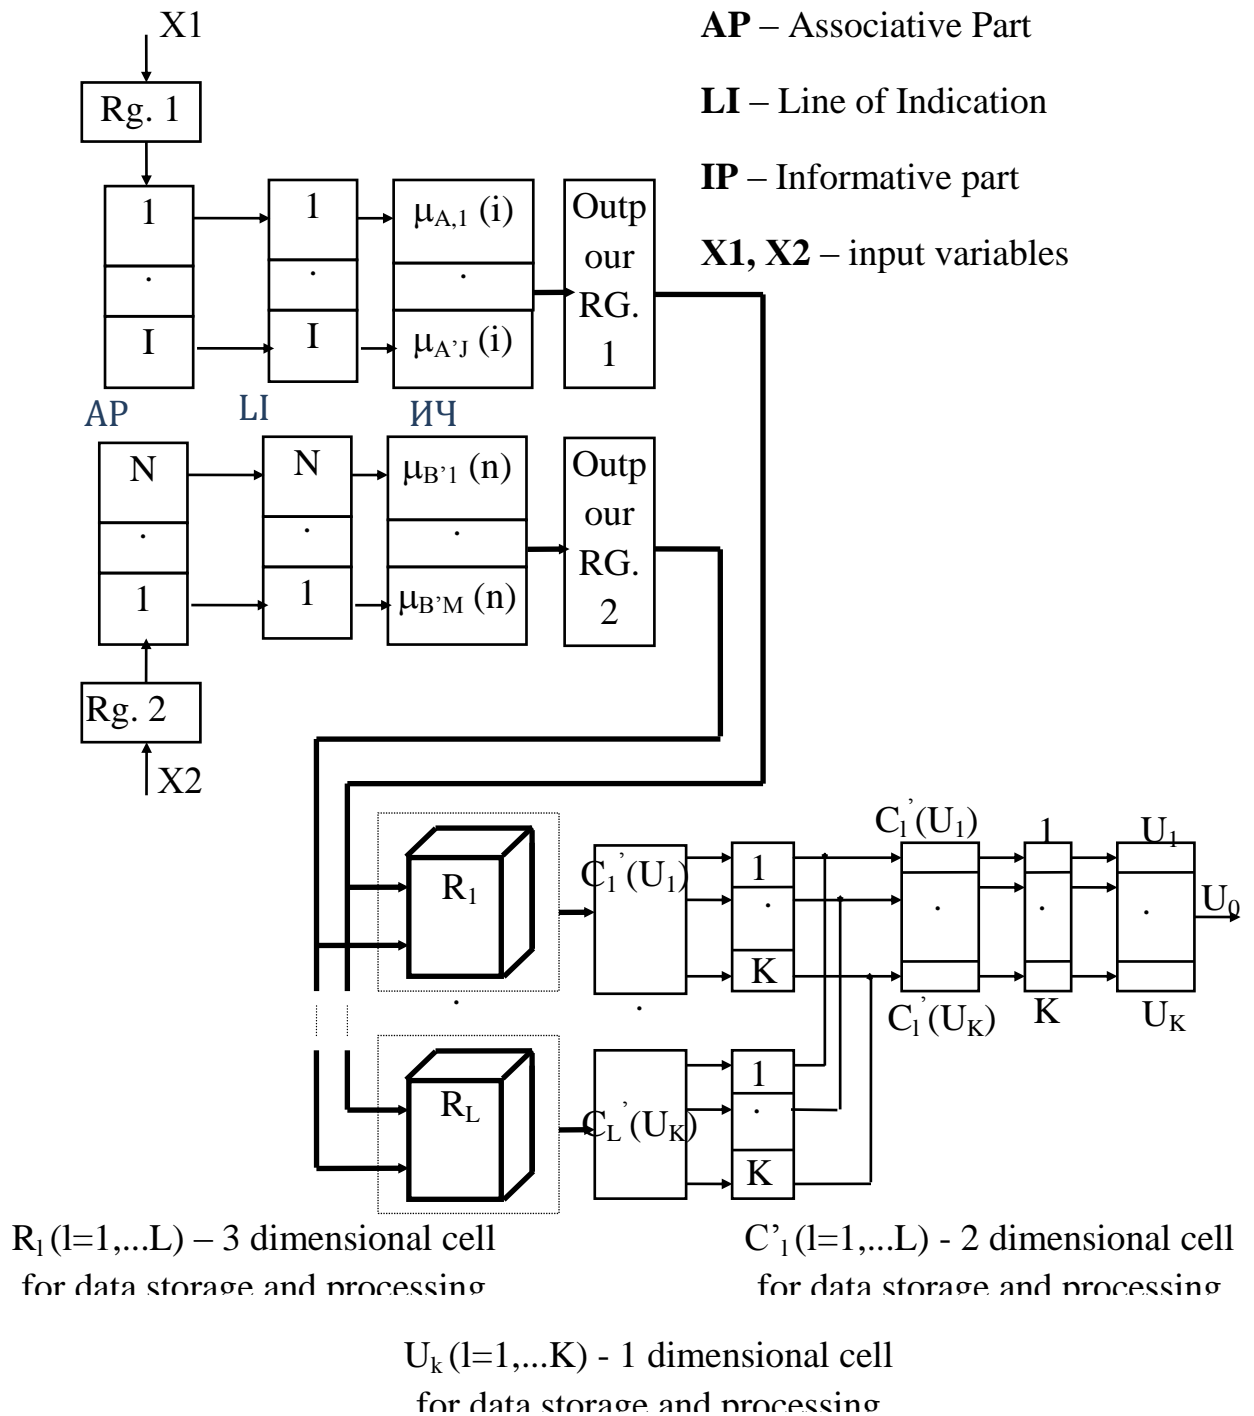 X1
AP – Associative Part
Rg. 1
LI – Line of Indication
IP – Informative part
X1, X2 – input variables
1
1
μA,1 (i)
Outp
our
RG.
1
.
.
.
I
I
μA’J (i)
AP
LI
ИЧ
N
N
μB’1 (n)
Outp
our
RG.
2
.
.
.
1
1
μB’M (n)
Rg. 2
X2
R1
C1’(U1)
1
.
K
Cl’(U1)
1
U1
.
.
.
U0
Cl’(UK)
K
UK
.
.
RL
CL’(UK)
1
.
K
Rl (l=1,...L) – 3 dimensional cell
for data storage and processing
C’l (l=1,...L) - 2 dimensional cell
for data storage and processing
Uk (l=1,...K) - 1 dimensional cell
for data storage and processing